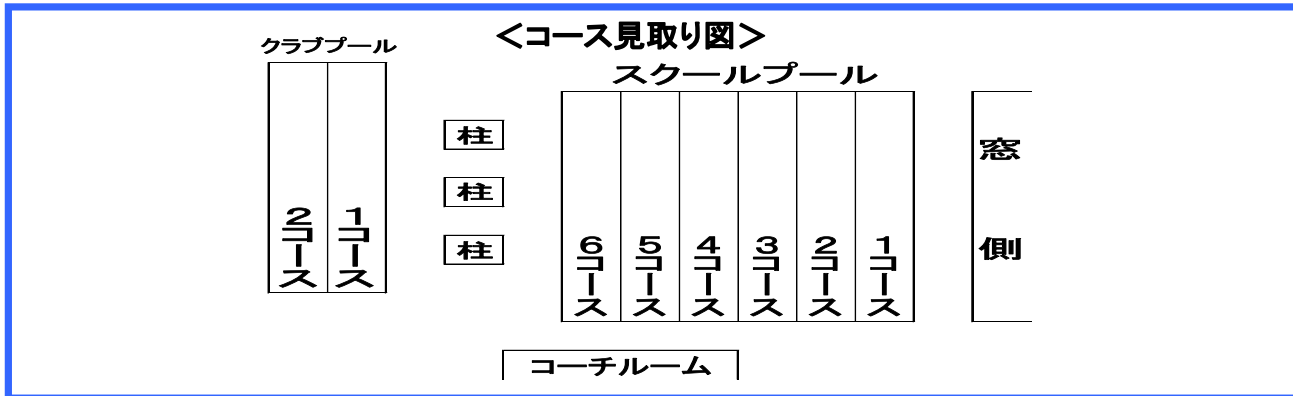 ＜コース見取り図＞
クラブプール
スクールプール
2コース
1コース
柱
柱
柱
6コース
5コース
4コース
3コース
2コース
1コース
窓側
コーチルーム